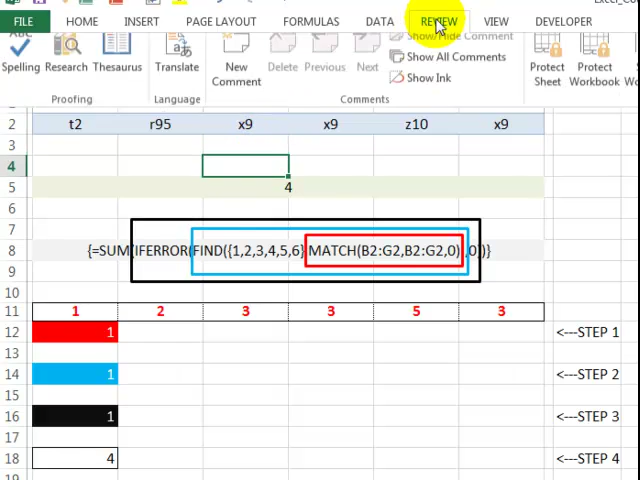 Excel_Co
FILE HOME INSERT PAGE LAYOUT FORMULAS DATA REVIEW VIEW DEVELOPER
Show/Hide Comment
Show All Comments
Show Ink
Spelling Research Thesaurus Translate New Comment Delete Previous Next Protect Sheet Protect Workbook
Proofing Language Comments
2 t2 r95 x9 x9 z10 x9
3
4
5 4
6
7
8 {=SUM(IFERROR(FIND({1,2,3,4,5,6},MATCH(B2:G2,B2:G2,0)),0))}
9
10
11 1 2 3 3 5 3
12 1 <---STEP 1
13
14 1 <---STEP 2
15
16 1 <---STEP 3
17
18 4 <---STEP 4
19